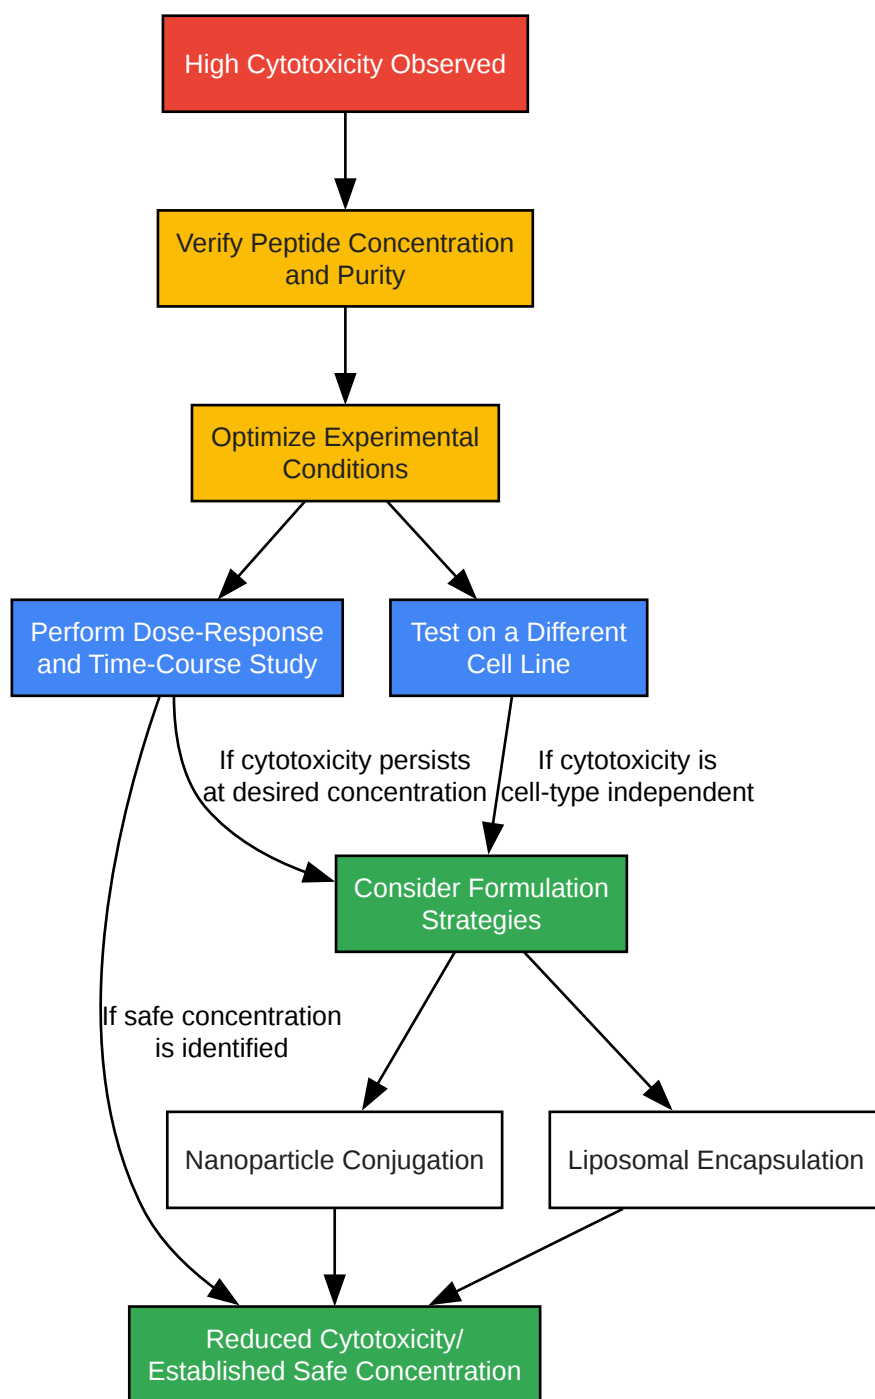 High Cytotoxicity Observed
Verify Peptide Concentration
and Purity
Optimize Experimental
Conditions
Perform Dose-Response
and Time-Course Study
Test on a Different
Cell Line
If cytotoxicity persists
at desired concentration
If cytotoxicity is
cell-type independent
Consider Formulation
Strategies
If safe concentration
is identified
Nanoparticle Conjugation
Liposomal Encapsulation
Reduced Cytotoxicity/
Established Safe Concentration